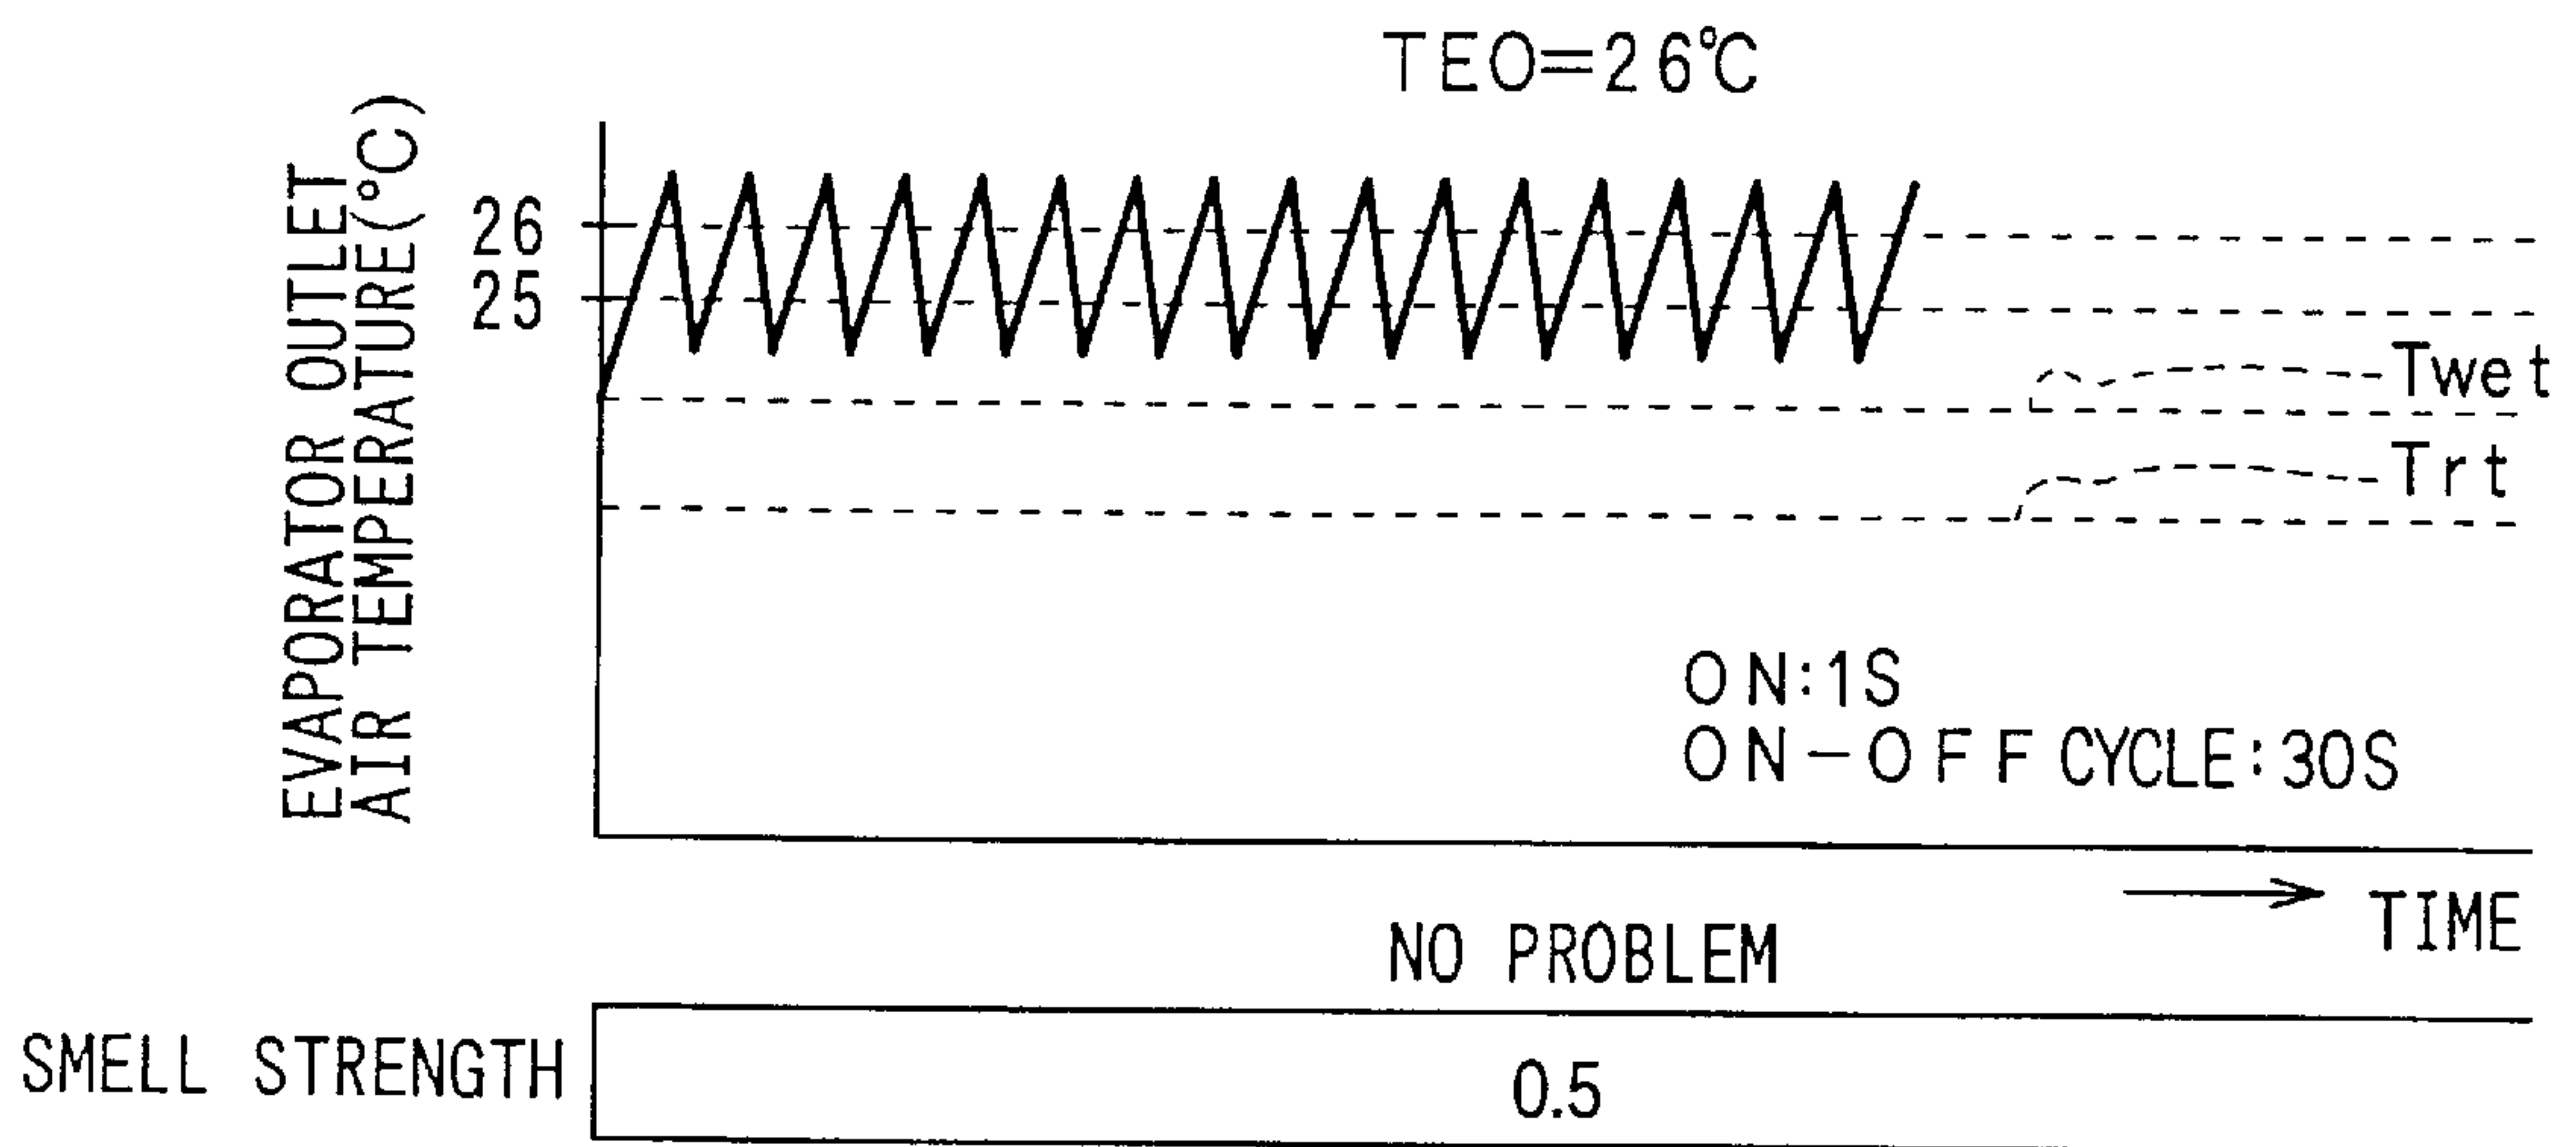 TEO=26℃
EVAPORATOR OUTLET
AIR TEMPERATURE(°C)
26
25
Twet
Trt
ON:1S
ON-OFF CYCLE:30S
TIME
NO PROBLEM
SMELL STRENGTH
0.5